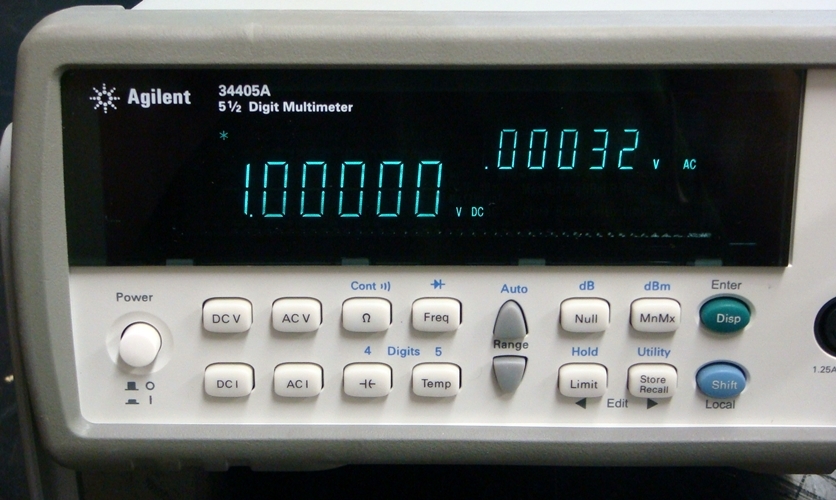 Agilent
34405A
5½ Digit Multimeter
*
.00032 V AC
1.00000 V DC
Power
Cont
Auto
dB
dBm
Enter
DC V
AC V
Ω
Freq
Null
MnMx
Disp
Range
4 Digits 5
Hold
Utility
DC I
AC I
Temp
Limit
Store
Recall
Shift
◀ Edit ▶
Local
1.25A